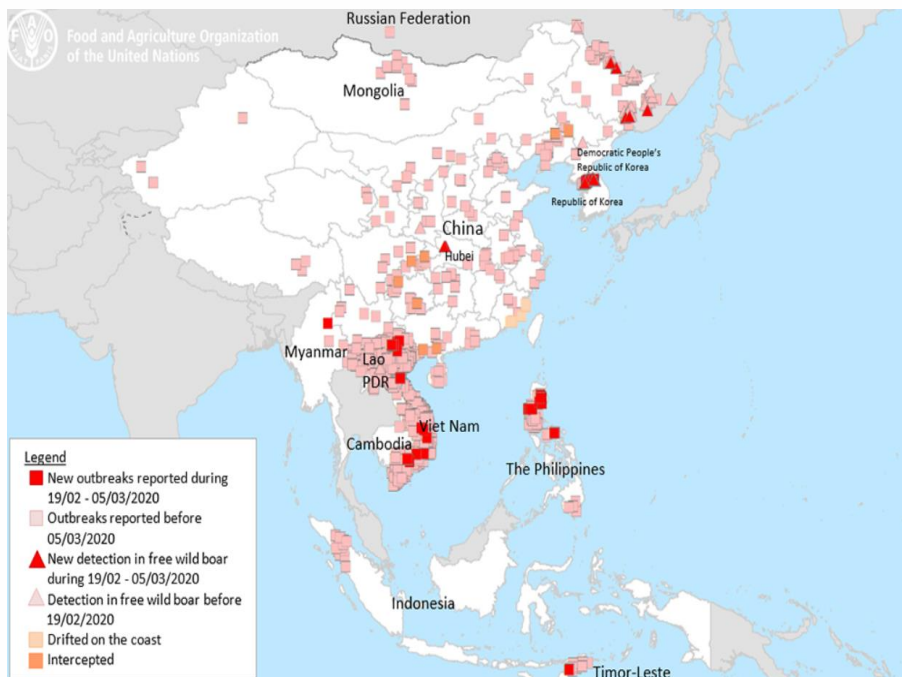 Russian Federation
Food and Agriculture Organization
of the United Nations
Mongolia
Democratic People's
Republic of Korea
Republic of Korea
China
Hubei
Myanmar
Lao
PDR
Viet Nam
Cambodia
The Philippines
Indonesia
Timor-Leste
Legend
New outbreaks reported during
19/02 - 05/03/2020
Outbreaks reported before
05/03/2020
New detection in free wild boar
during 19/02 - 05/03/2020
Detection in free wild boar before
19/02/2020
Drifted on the coast
Intercepted